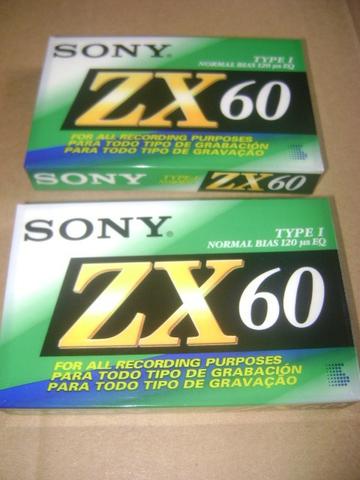 SONY®
TYPE I
NORMAL BIAS 120 µs EQ
ZX 60
FOR ALL RECORDING PURPOSES
PARA TODO TIPO DE GRABACIÓN
PARA TODO TIPO DE GRAVAÇÃO
SONY
TYPE I
ZX 60
SONY®
TYPE I
NORMAL BIAS 120 µs EQ
ZX 60
FOR ALL RECORDING PURPOSES
PARA TODO TIPO DE GRABACIÓN
PARA TODO TIPO DE GRAVAÇÃO